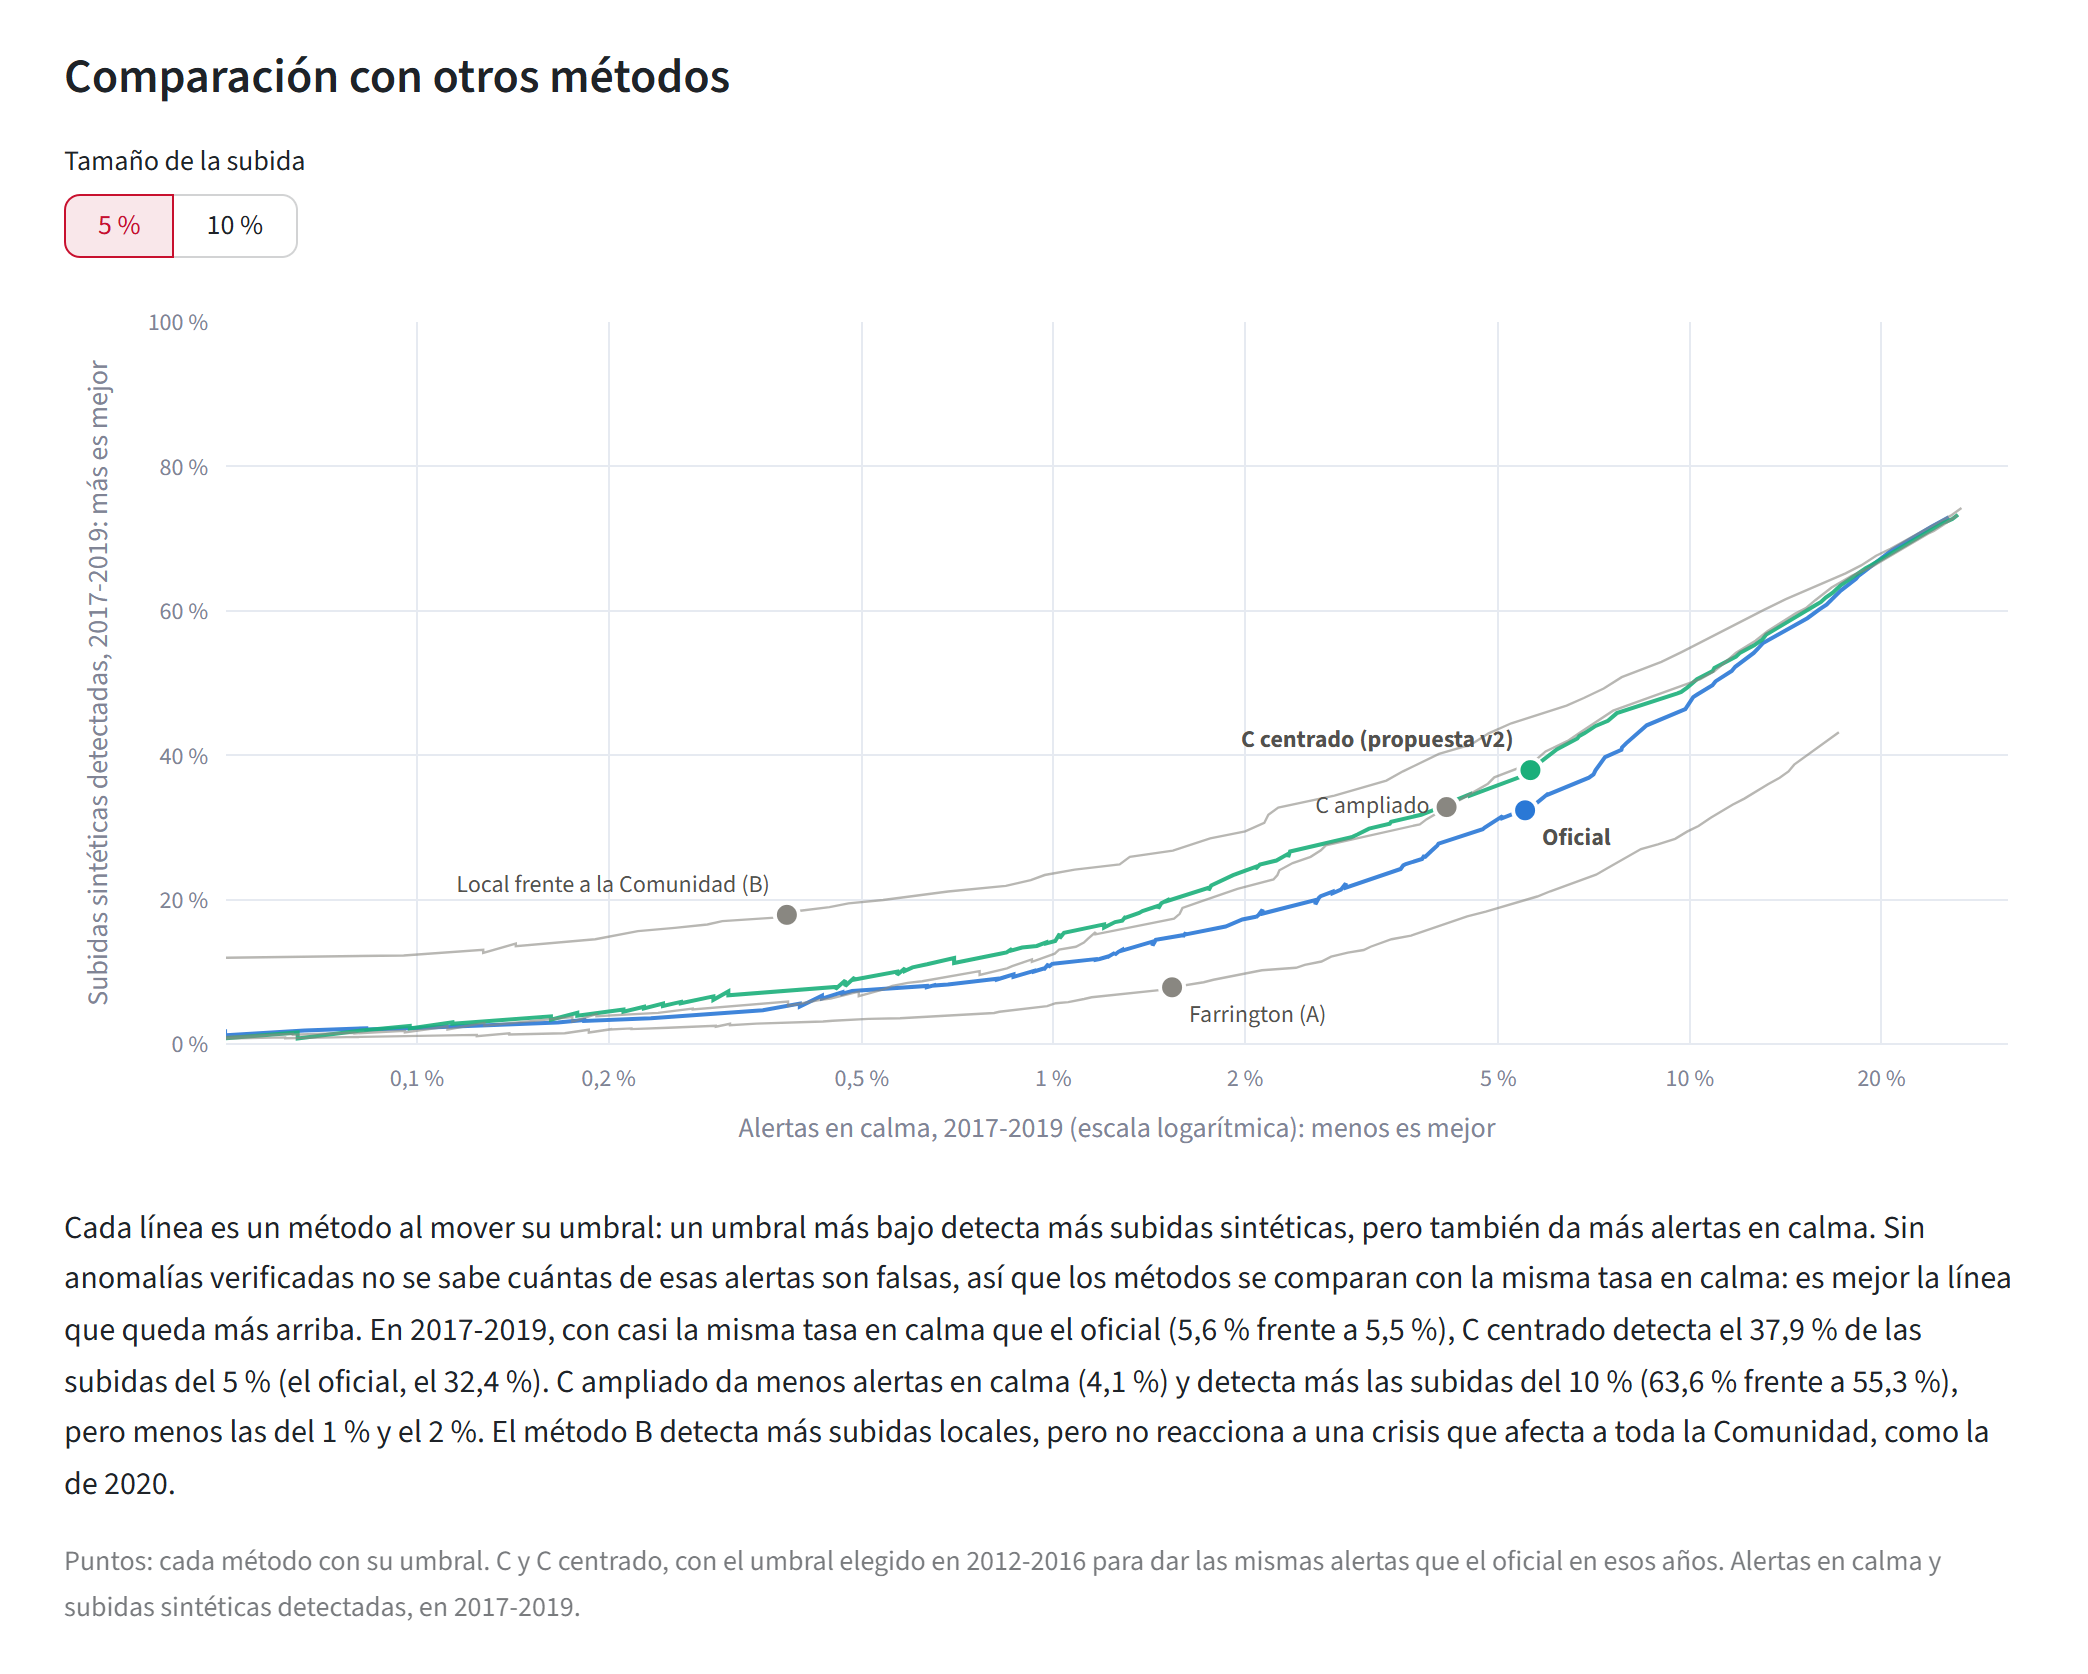 Comparación con otros métodos
Tamaño de la subida
5 %
10 %
Subidas sintéticas detectadas, 2017-2019: más es mejor
100 %
80 %
60 %
40 %
20 %
0 %
C centrado (propuesta v2)
C ampliado
Oficial
Local frente a la Comunidad (B)
Farrington (A)
0,1 %
0,2 %
0,5 %
1 %
2 %
5 %
10 %
20 %
Alertas en calma, 2017-2019 (escala logarítmica): menos es mejor
Cada línea es un método al mover su umbral: un umbral más bajo detecta más subidas sintéticas, pero también da más alertas en calma. Sin
anomalías verificadas no se sabe cuántas de esas alertas son falsas, así que los métodos se comparan con la misma tasa en calma: es mejor la línea
que queda más arriba. En 2017-2019, con casi la misma tasa en calma que el oficial (5,6 % frente a 5,5 %), C centrado detecta el 37,9 % de las
subidas del 5 % (el oficial, el 32,4 %). C ampliado da menos alertas en calma (4,1 %) y detecta más las subidas del 10 % (63,6 % frente a 55,3 %),
pero menos las del 1 % y el 2 %. El método B detecta más subidas locales, pero no reacciona a una crisis que afecta a toda la Comunidad, como la
de 2020.
Puntos: cada método con su umbral. C y C centrado, con el umbral elegido en 2012-2016 para dar las mismas alertas que el oficial en esos años. Alertas en calma y
subidas sintéticas detectadas, en 2017-2019.